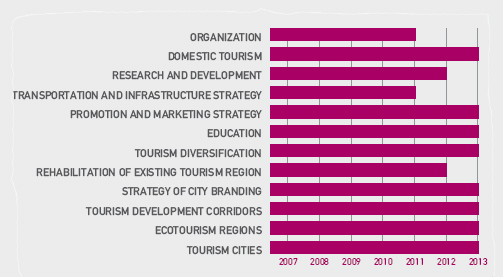 ORGANIZATION
DOMESTIC TOURISM
RESEARCH AND DEVELOPMENT
TRANSPORTATION AND INFRASTRUCTURE STRATEGY
PROMOTION AND MARKETING STRATEGY
EDUCATION
TOURISM DIVERSIFICATION
REHABILITATION OF EXISTING TOURISM REGION
STRATEGY OF CITY BRANDING
TOURISM DEVELOPMENT CORRIDORS
ECOTOURISM REGIONS
TOURISM CITIES
2007 2008 2009 2010 2011 2012 2013